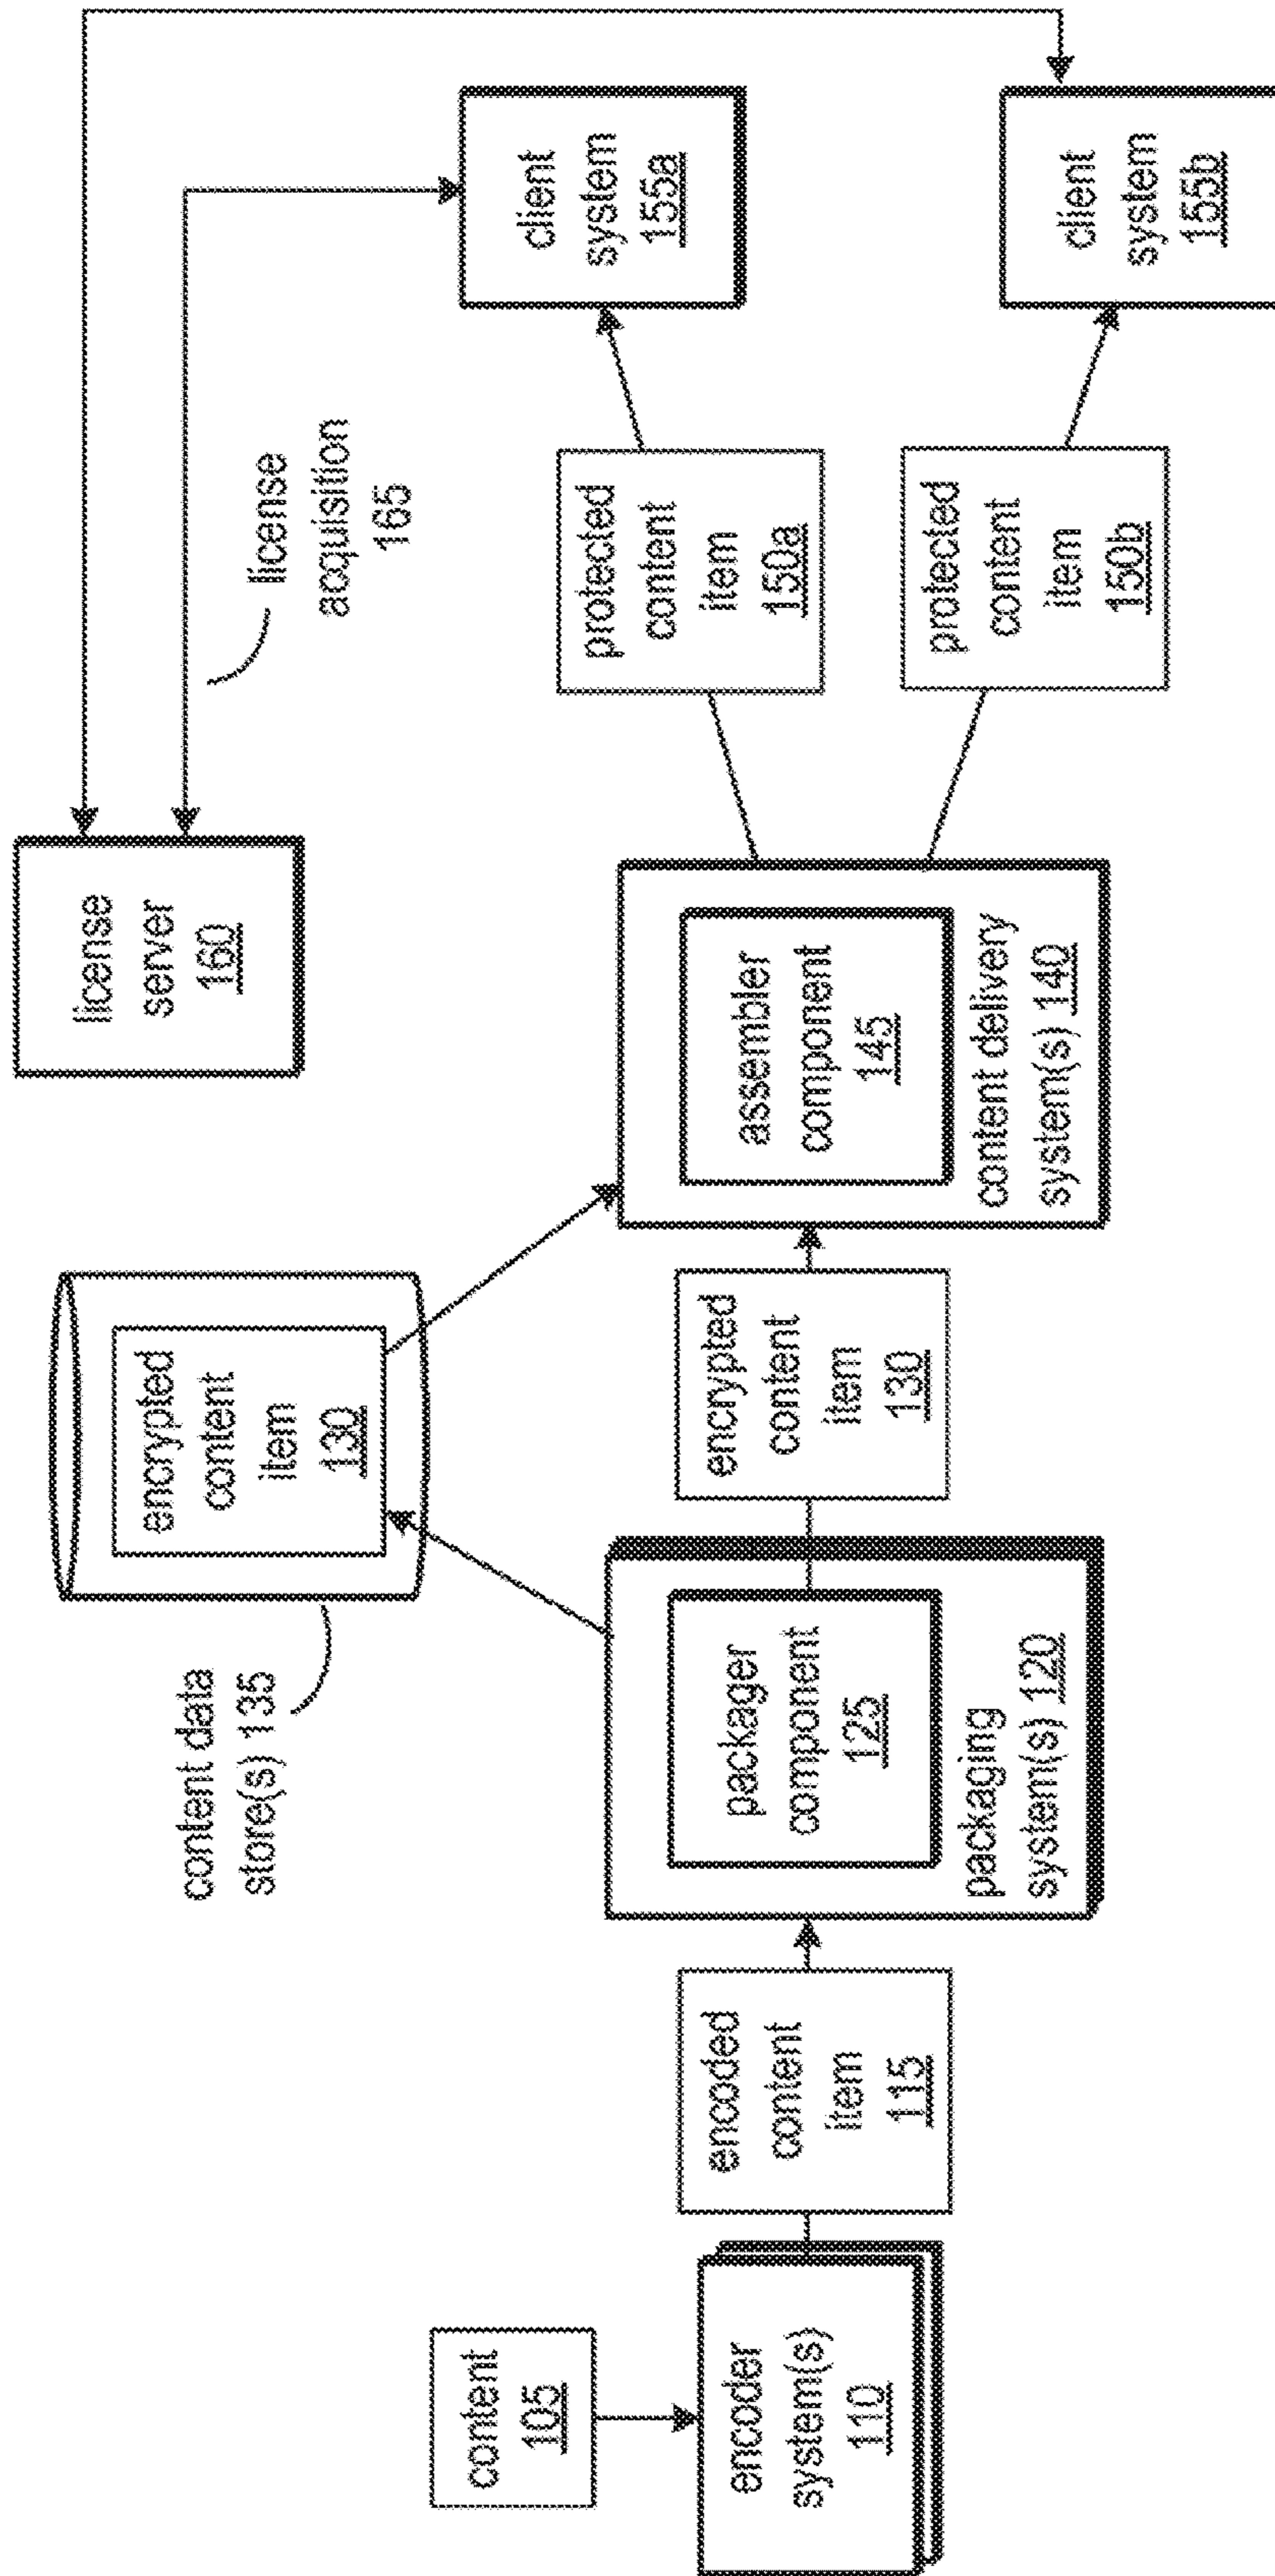 content
105
encoder
system(s)
110
encoded
content
item
115
packager
component
125
packaging
system(s) 120
content data
store(s) 135
encrypted
content
item
130
encrypted
content
item
130
assembler
component
145
content delivery
system(s) 140
license
server
160
license
acquisition
165
protected
content
item
150a
protected
content
item
150b
client
system
155a
client
system
155b